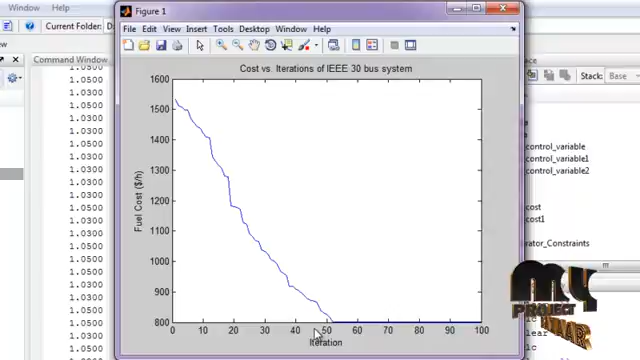 Window Help
Figure 1
File Edit View Insert Tools Desktop Window Help
Current Folder:
Command Window
Stack: Base
Cost vs. Iterations of IEEE 30 bus system
Fuel Cost ($/h)
1600
1500
1400
1300
1200
1100
1000
900
800
0 10 20 30 40 50 60 70 80 90 100
Iteration
1.0500
1.0300
1.0500
1.0300
1.0500
1.0300
1.0500
1.0300
1.0500
1.0300
1.0500
1.0300
1.0500
1.0300
1.0500
1.0300
1.0500
1.0300
1.0500
1.0300
1.0500
1.0300
1.0500
control_variable
control_variable1
control_variable2
cost
cost1
erator_Constraints
my
PROJECT
BAZAAR